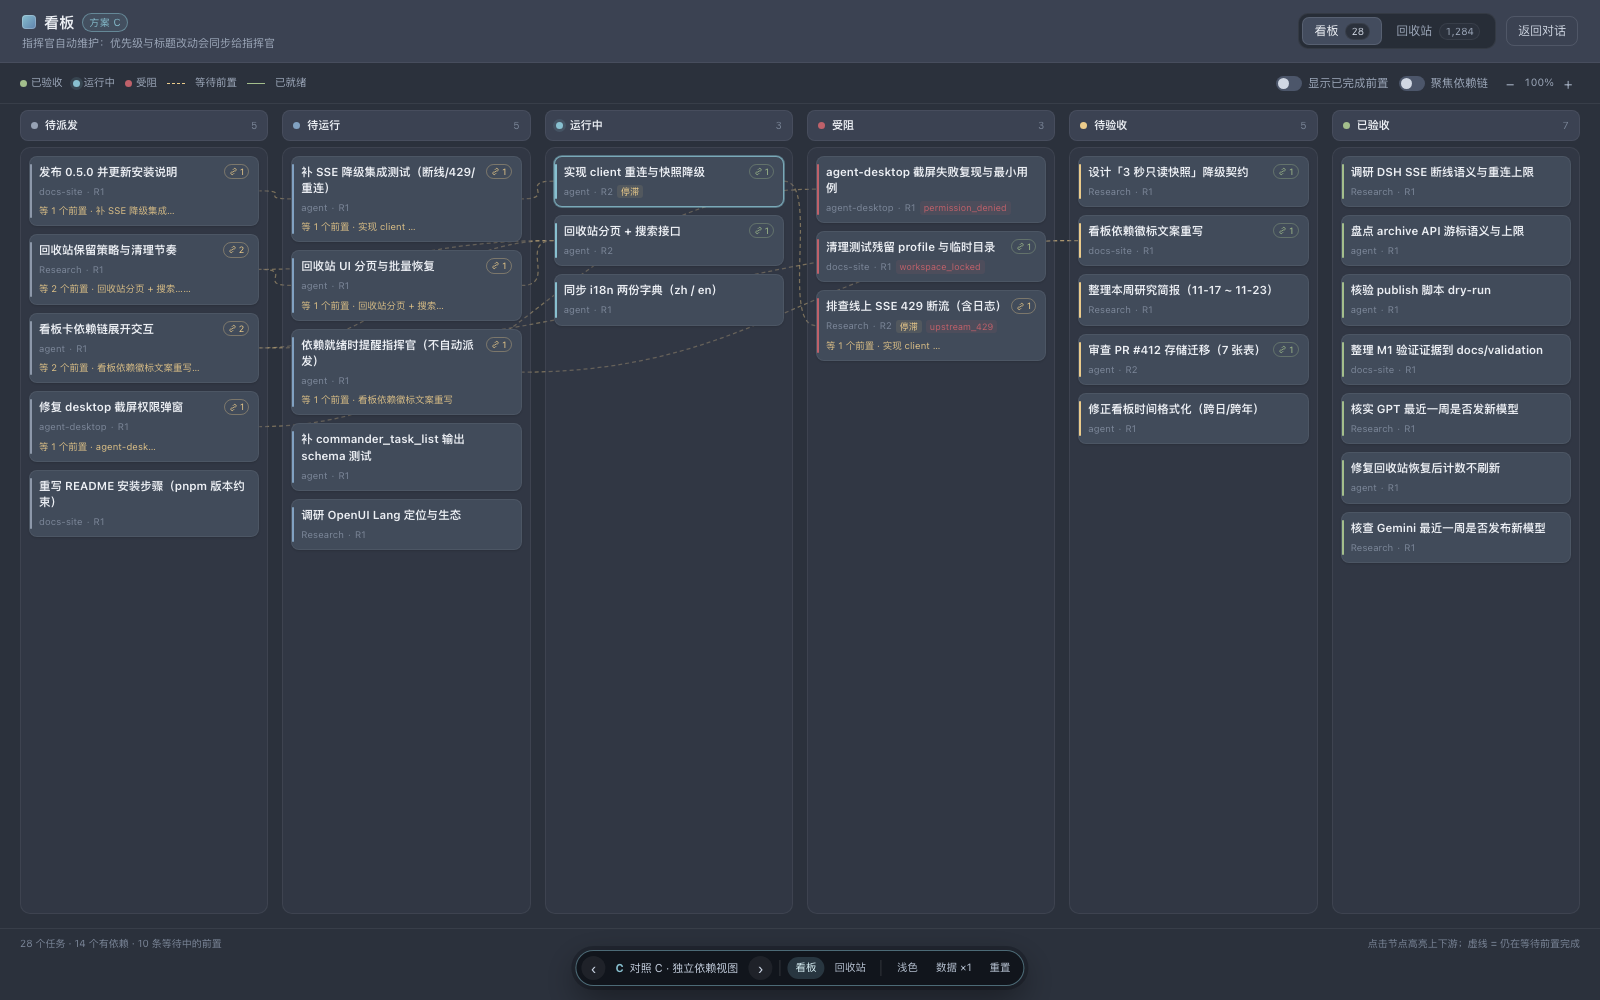 看板 方案 C
指挥官自动维护：优先级与标题改动会同步给指挥官
看板 28 回收站 1,284 返回对话
已验收 运行中 受阻 等待前置 已就绪
显示已完成前置 聚焦依赖链 − 100% +
待派发 5
发布 0.5.0 并更新安装说明 1
docs-site · R1
等 1 个前置 · 补 SSE 降级集成…
回收站保留策略与清理节奏 2
Research · R1
等 2 个前置 · 回收站分页 + 搜索……
看板卡依赖链展开交互 2
agent · R1
等 2 个前置 · 看板依赖徽标文案重写…
修复 desktop 截屏权限弹窗 1
agent-desktop · R1
等 1 个前置 · agent-desk…
重写 README 安装步骤（pnpm 版本约
束）
docs-site · R1
待运行 5
补 SSE 降级集成测试（断线/429/ 1
重连）
agent · R1
等 1 个前置 · 实现 client …
回收站 UI 分页与批量恢复 1
agent · R1
等 1 个前置 · 回收站分页 + 搜索…
依赖就绪时提醒指挥官（不自动派 1
发）
agent · R1
等 1 个前置 · 看板依赖徽标文案重写
补 commander_task_list 输出
schema 测试
agent · R1
调研 OpenUI Lang 定位与生态
Research · R1
运行中 3
实现 client 重连与快照降级 1
agent · R2 停滞
回收站分页 + 搜索接口 1
agent · R2
同步 i18n 两份字典（zh / en）
agent · R1
受阻 3
agent-desktop 截屏失败复现与最小用
例
agent-desktop · R1 permission_denied
清理测试残留 profile 与临时目录 1
docs-site · R1 workspace_locked
排查线上 SSE 429 断流（含日志） 1
Research · R2 停滞 upstream_429
等 1 个前置 · 实现 client …
待验收 5
设计「3 秒只读快照」降级契约 1
Research · R1
看板依赖徽标文案重写 1
docs-site · R1
整理本周研究简报（11-17 ~ 11-23）
Research · R1
审查 PR #412 存储迁移（7 张表） 1
agent · R2
修正看板时间格式化（跨日/跨年）
agent · R1
已验收 7
调研 DSH SSE 断线语义与重连上限
Research · R1
盘点 archive API 游标语义与上限
agent · R1
核验 publish 脚本 dry-run
agent · R1
整理 M1 验证证据到 docs/validation
docs-site · R1
核实 GPT 最近一周是否发新模型
Research · R1
修复回收站恢复后计数不刷新
agent · R1
核查 Gemini 最近一周是否发布新模型
Research · R1
28 个任务 · 14 个有依赖 · 10 条等待中的前置
点击节点高亮上下游；虚线 = 仍在等待前置完成
‹ C 对照 C · 独立依赖视图 › 看板 回收站 浅色 数据 ×1 重置